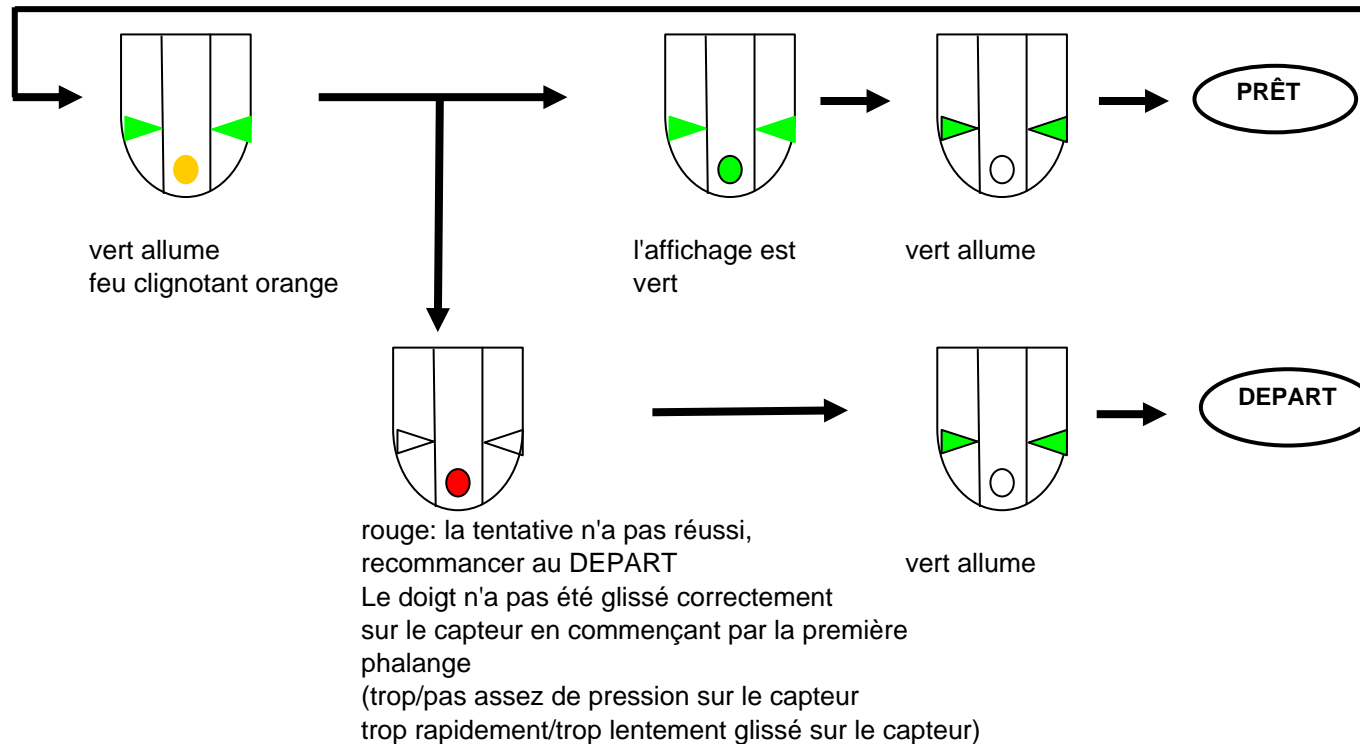 PRÊT
vert allume
feu clignotant orange
l'affichage est
vert
vert allume
DEPART
rouge: la tentative n'a pas réussi,
recommancer au DEPART
Le doigt n'a pas été glissé correctement
sur le capteur en commençant par la première
phalange
(trop/pas assez de pression sur le capteur
trop rapidement/trop lentement glissé sur le capteur)
vert allume